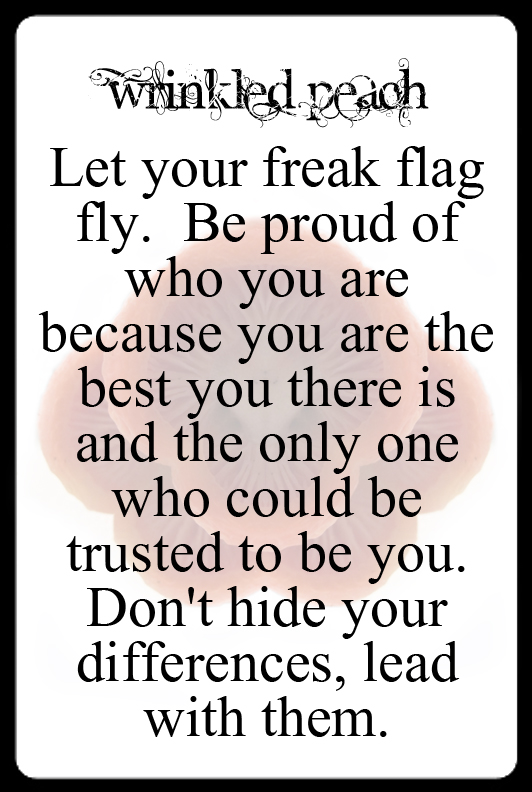 wrinkled peach
Let your freak flag
fly.  Be proud of
who you are
because you are the
best you there is
and the only one
who could be
trusted to be you.
Don't hide your
differences, lead
with them.